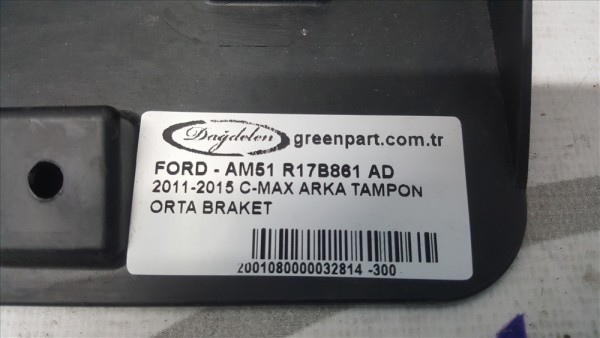 Dağdelen greenpart.com.tr
FORD - AM51 R17B861 AD
2011-2015 C-MAX ARKA TAMPON
ORTA BRAKET
2001080000032814 -300